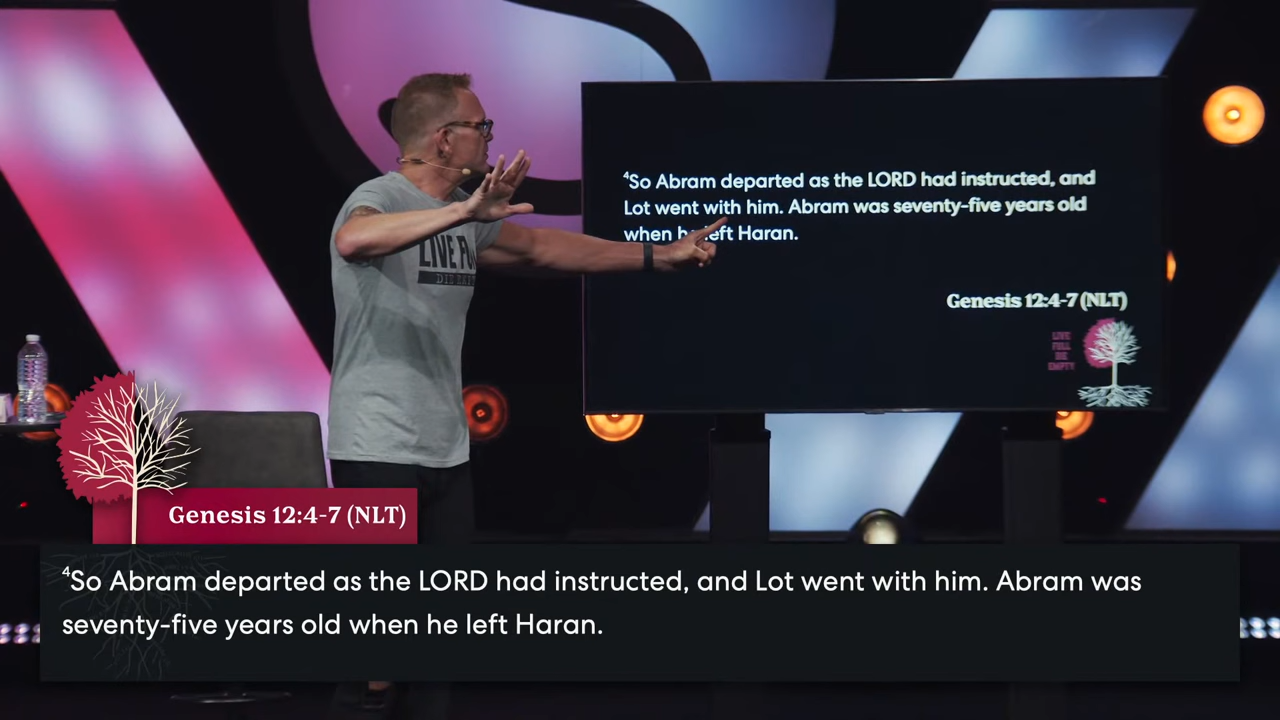 ⁴So Abram departed as the LORD had instructed, and
Lot went with him. Abram was seventy-five years old
when he left Haran.
Genesis 12:4-7 (NLT)
LIVE
FULL
DIE
EMPTY
LIVE FU
DIE
Genesis 12:4-7 (NLT)
⁴So Abram departed as the LORD had instructed, and Lot went with him. Abram was
seventy-five years old when he left Haran.